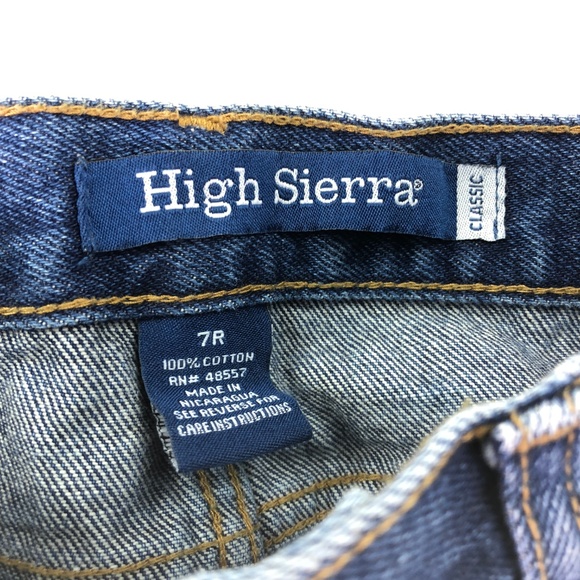 High Sierra®
CLASSIC
7R
100% COTTON
RN# 48557
MADE IN
NICARAGUA
SEE REVERSE FOR
CARE INSTRUCTIONS